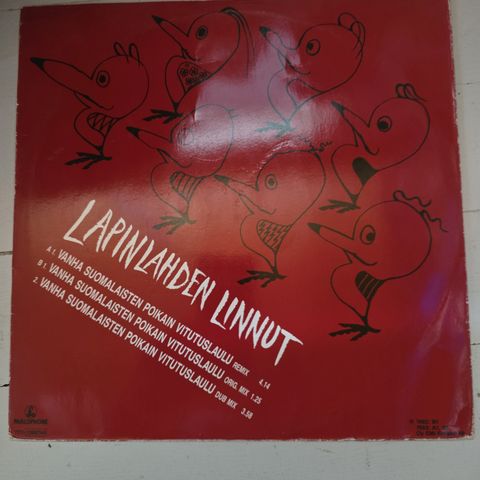 LAPINLAHDEN LINNUT
A 1. VANHA SUOMALAISTEN POIKAIN VITUTUSLAULU REMIX 4.14
B 1. VANHA SUOMALAISTEN POIKAIN VITUTUSLAULU ORIG. MIX 1.25
2. VANHA SUOMALAISTEN POIKAIN VITUTUSLAULU DUB MIX 3.58
PARLOPHONE